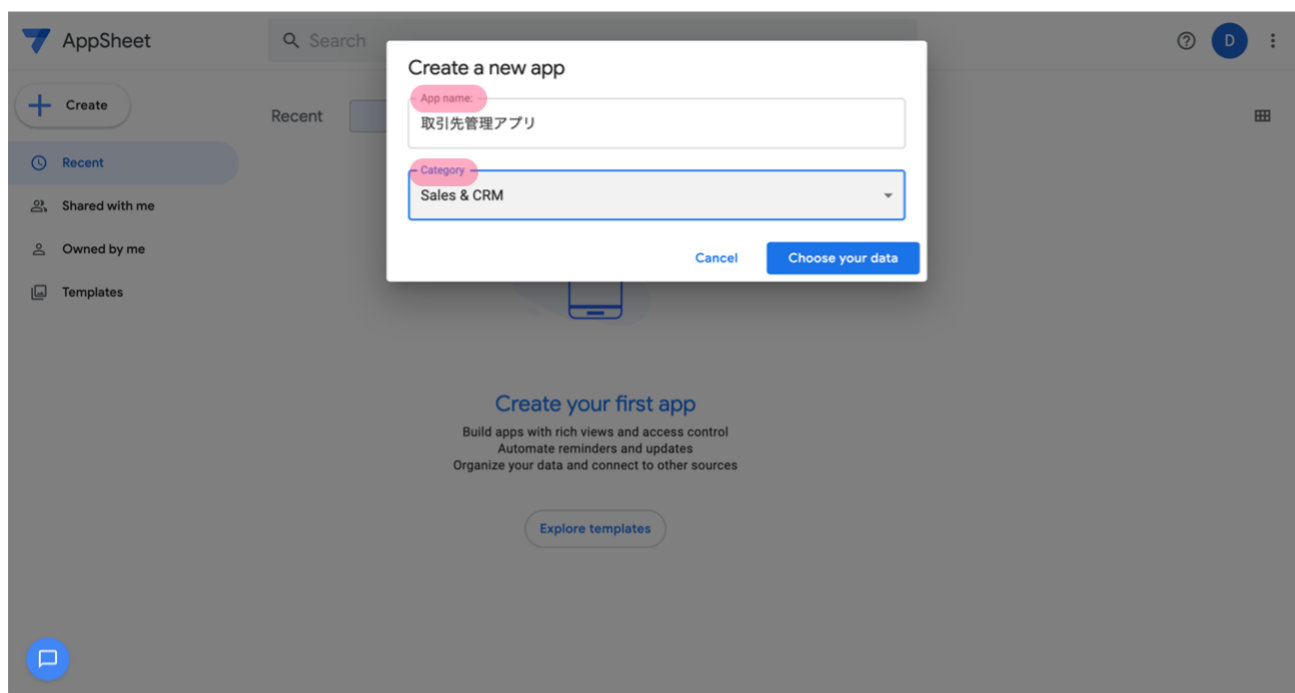 AppSheet
Search
D
Create
Recent
Shared with me
Owned by me
Templates
Recent
Create a new app
App name:
取引先管理アプリ
Category
Sales & CRM
Cancel
Choose your data
Create your first app
Build apps with rich views and access control
Automate reminders and updates
Organize your data and connect to other sources
Explore templates